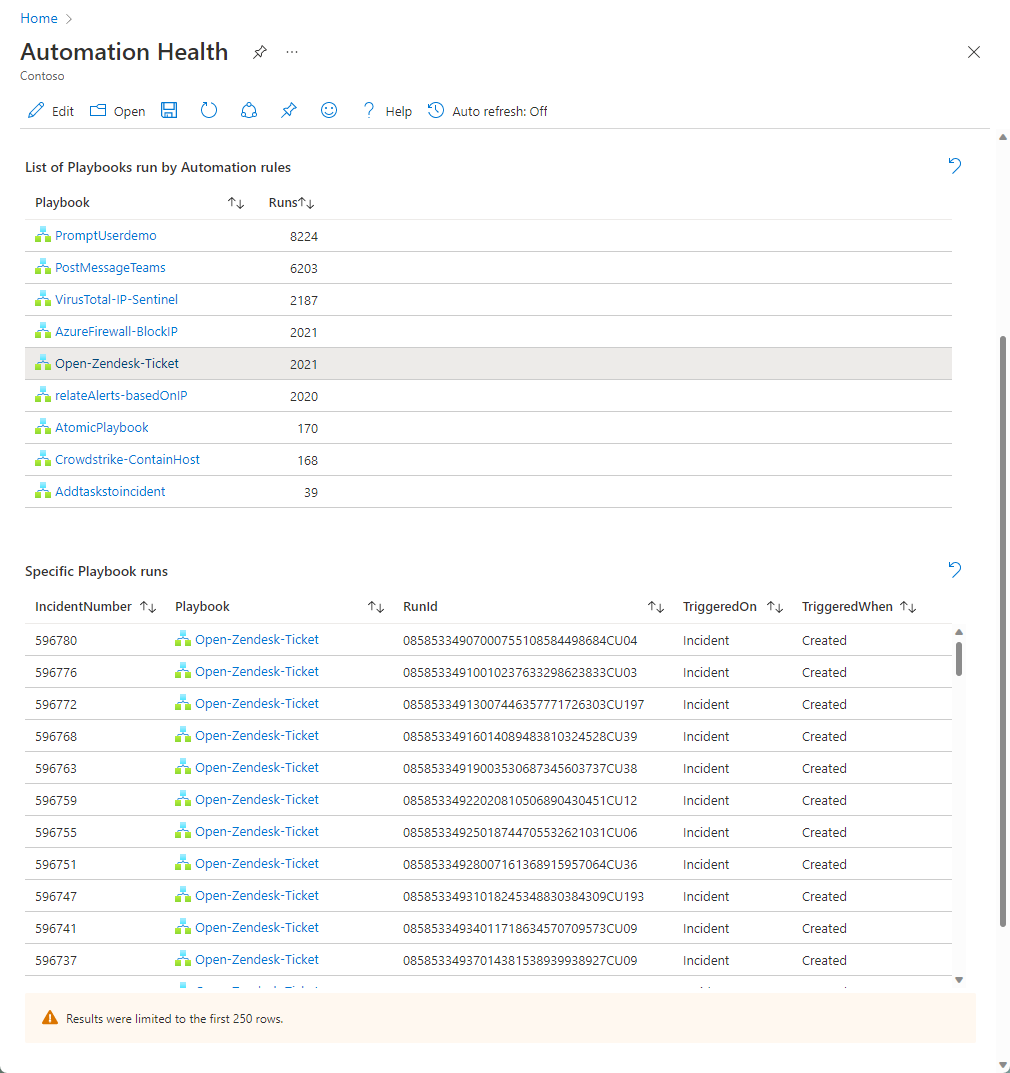 Home
Automation Health
Contoso
Edit Open Help Auto refresh: Off
List of Playbooks run by Automation rules
Playbook Runs
PromptUserdemo 8224
PostMessageTeams 6203
VirusTotal-IP-Sentinel 2187
AzureFirewall-BlockIP 2021
Open-Zendesk-Ticket 2021
relateAlerts-basedOnIP 2020
AtomicPlaybook 170
Crowdstrike-ContainHost 168
Addtaskstoincident 39
Specific Playbook runs
IncidentNumber Playbook RunId TriggeredOn TriggeredWhen
596780 Open-Zendesk-Ticket 08585334907000755108584498684CU04 Incident Created
596776 Open-Zendesk-Ticket 08585334910010237633298623833CU03 Incident Created
596772 Open-Zendesk-Ticket 08585334913007446357771726303CU197 Incident Created
596768 Open-Zendesk-Ticket 08585334916014089483810324528CU39 Incident Created
596763 Open-Zendesk-Ticket 08585334919003530687345603737CU38 Incident Created
596759 Open-Zendesk-Ticket 08585334922020810506890430451CU12 Incident Created
596755 Open-Zendesk-Ticket 08585334925018744705532621031CU06 Incident Created
596751 Open-Zendesk-Ticket 08585334928007161368915957064CU36 Incident Created
596747 Open-Zendesk-Ticket 08585334931018245348830384309CU193 Incident Created
596741 Open-Zendesk-Ticket 08585334934011718634570709573CU09 Incident Created
596737 Open-Zendesk-Ticket 08585334937014381538939938927CU09 Incident Created
Results were limited to the first 250 rows.